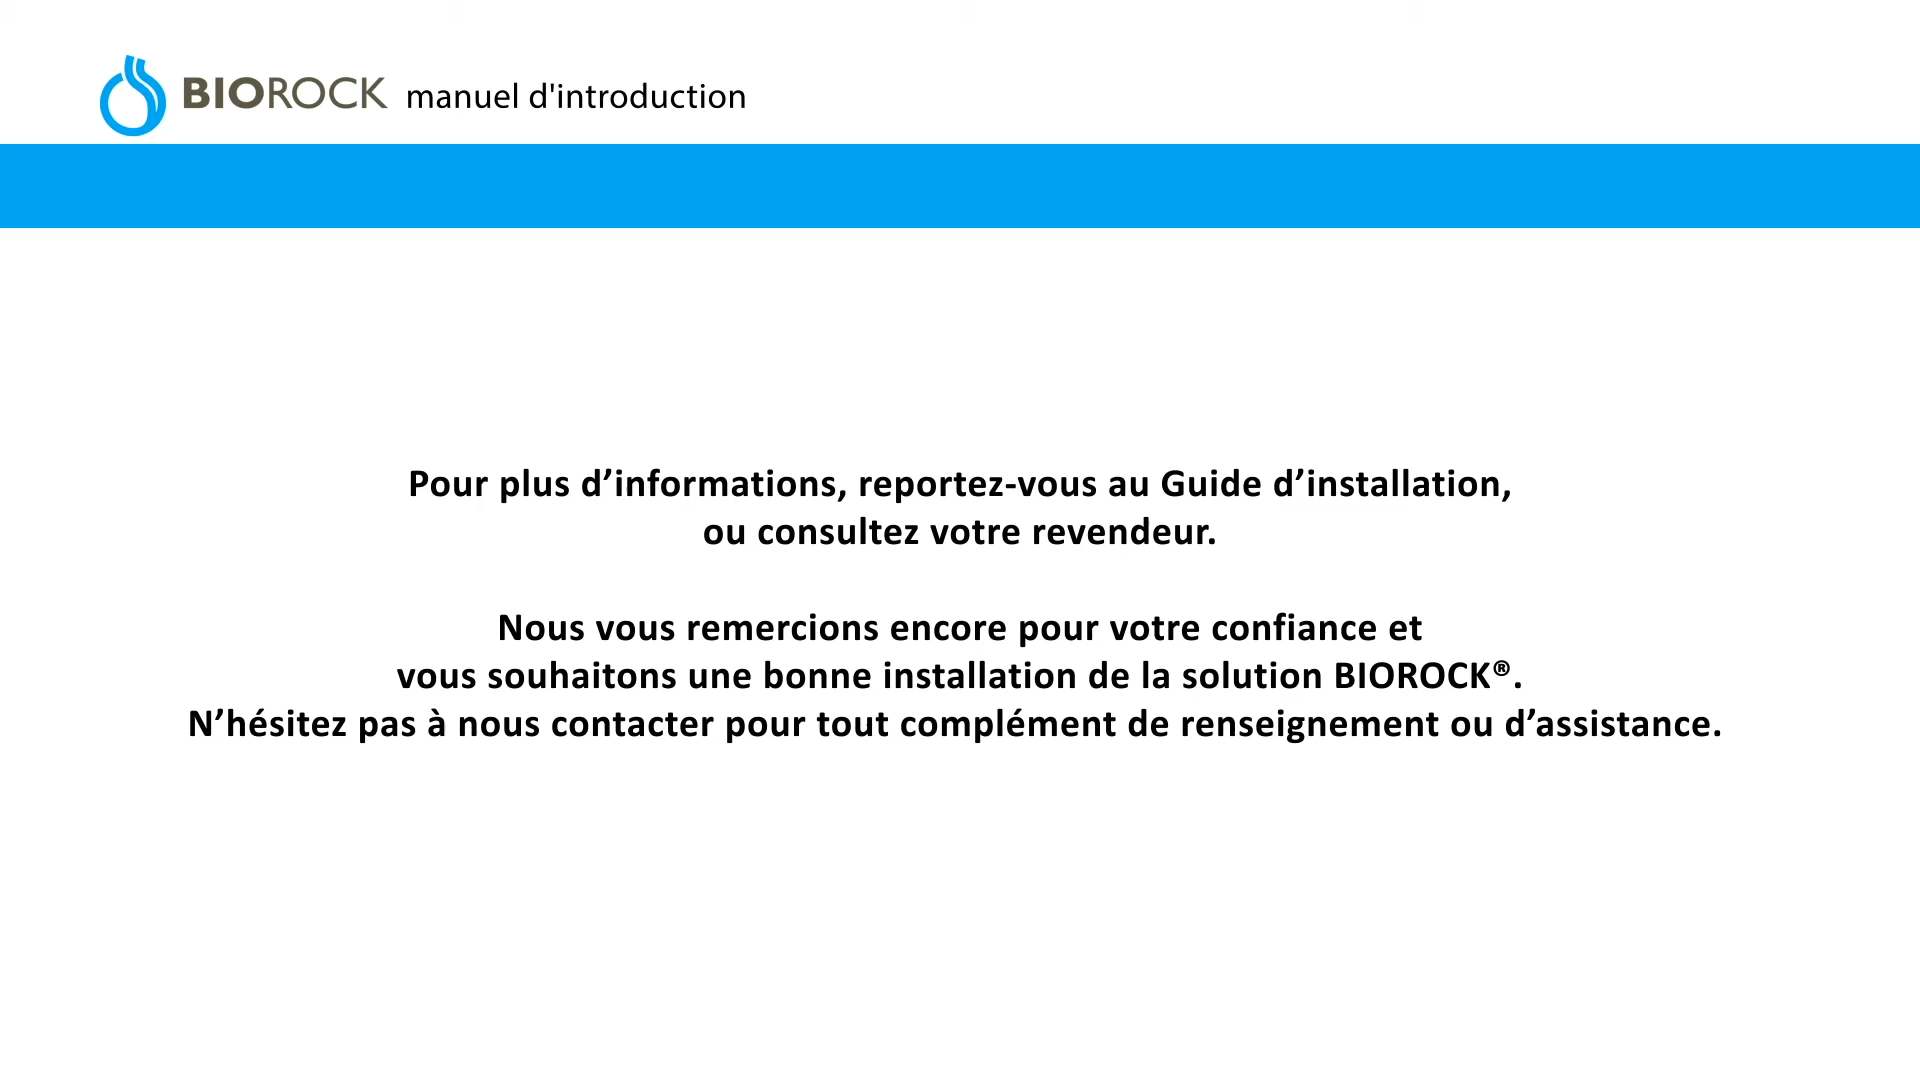 BIOROCK manuel d'introduction
Pour plus d’informations, reportez-vous au Guide d’installation,
ou consultez votre revendeur.
Nous vous remercions encore pour votre confiance et
vous souhaitons une bonne installation de la solution BIOROCK®.
N’hésitez pas à nous contacter pour tout complément de renseignement ou d’assistance.